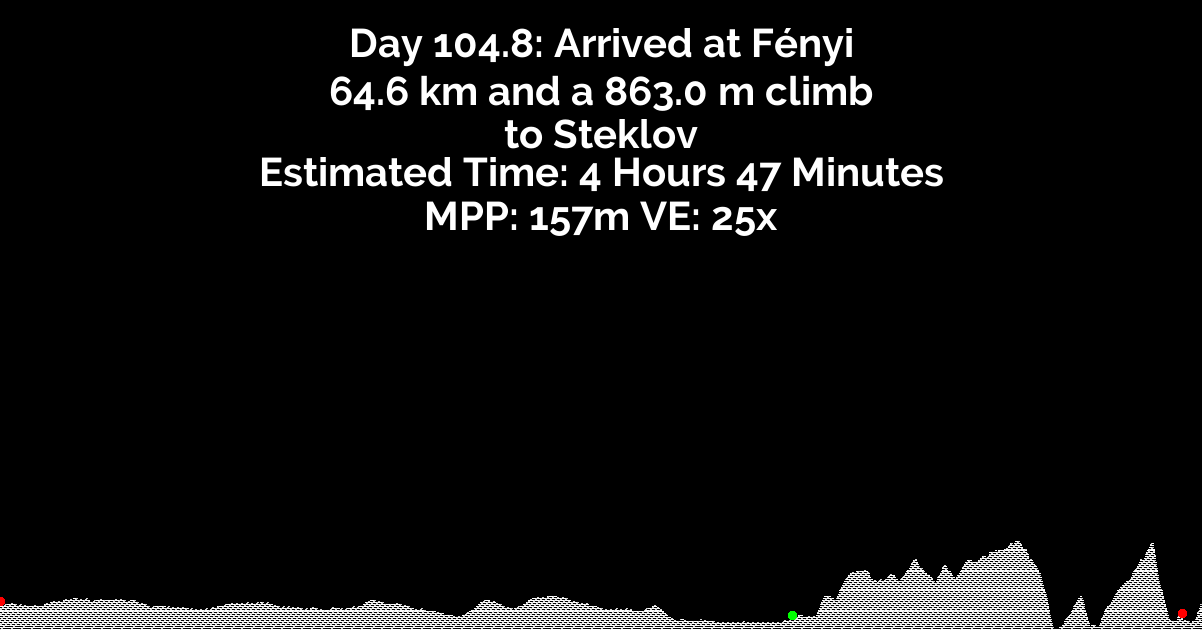 Day 104.8: Arrived at Fényi
64.6 km and a 863.0 m climb
to Steklov
Estimated Time: 4 Hours 47 Minutes
MPP: 157m VE: 25x